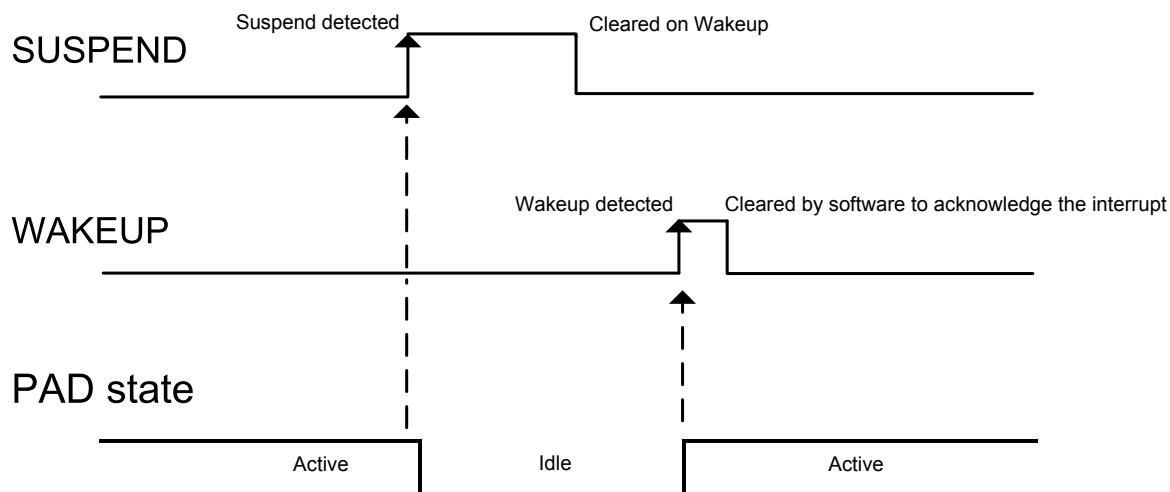 Suspend detected
Cleared on Wakeup
SUSPEND
Wakeup detected
Cleared by software to acknowledge the interrupt
WAKEUP
PAD state
Active
Idle
Active